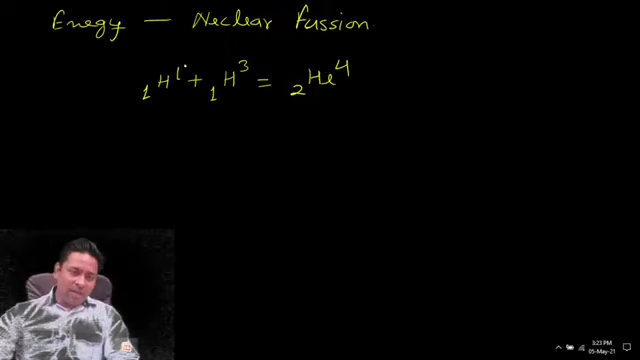 Enegy — Neclear Fussion.
₁H¹ + ₁H³ = ₂He⁴
3:23 PM
05-May-21